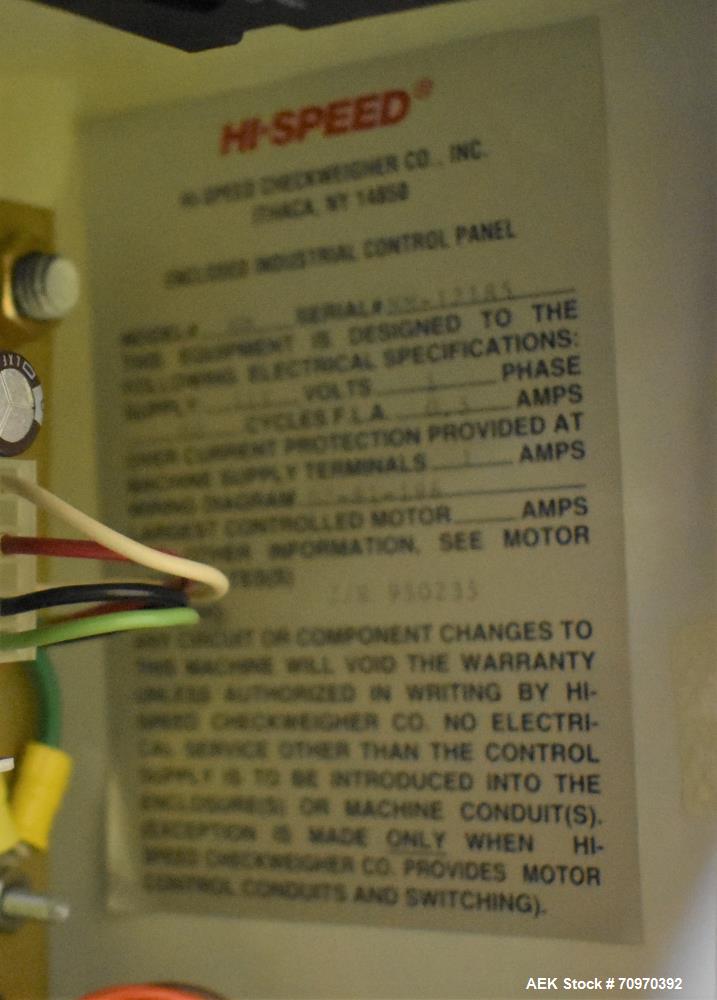 HI-SPEED®
HI-SPEED CHECKWEIGHER CO., INC.
ITHACA, NY 14850
ENCLOSED INDUSTRIAL CONTROL PANEL
MODEL# SERIAL#
THIS EQUIPMENT IS DESIGNED TO THE
FOLLOWING ELECTRICAL SPECIFICATIONS:
SUPPLY VOLTS PHASE
CYCLES F.L.A. 0.5 AMPS
OVER CURRENT PROTECTION PROVIDED AT
MACHINE SUPPLY TERMINALS AMPS
WIRING DIAGRAM
LARGEST CONTROLLED MOTOR AMPS
OTHER INFORMATION, SEE MOTOR
950235
ANY CIRCUIT OR COMPONENT CHANGES TO
THIS MACHINE WILL VOID THE WARRANTY
UNLESS AUTHORIZED IN WRITING BY HI-
SPEED CHECKWEIGHER CO. NO ELECTRI-
CAL SERVICE OTHER THAN THE CONTROL
SUPPLY IS TO BE INTRODUCED INTO THE
ENCLOSURE(S) OR MACHINE CONDUIT(S).
(EXCEPTION IS MADE ONLY WHEN HI-
SPEED CHECKWEIGHER CO. PROVIDES MOTOR
CONTROL CONDUITS AND SWITCHING).
AEK Stock # 70970392